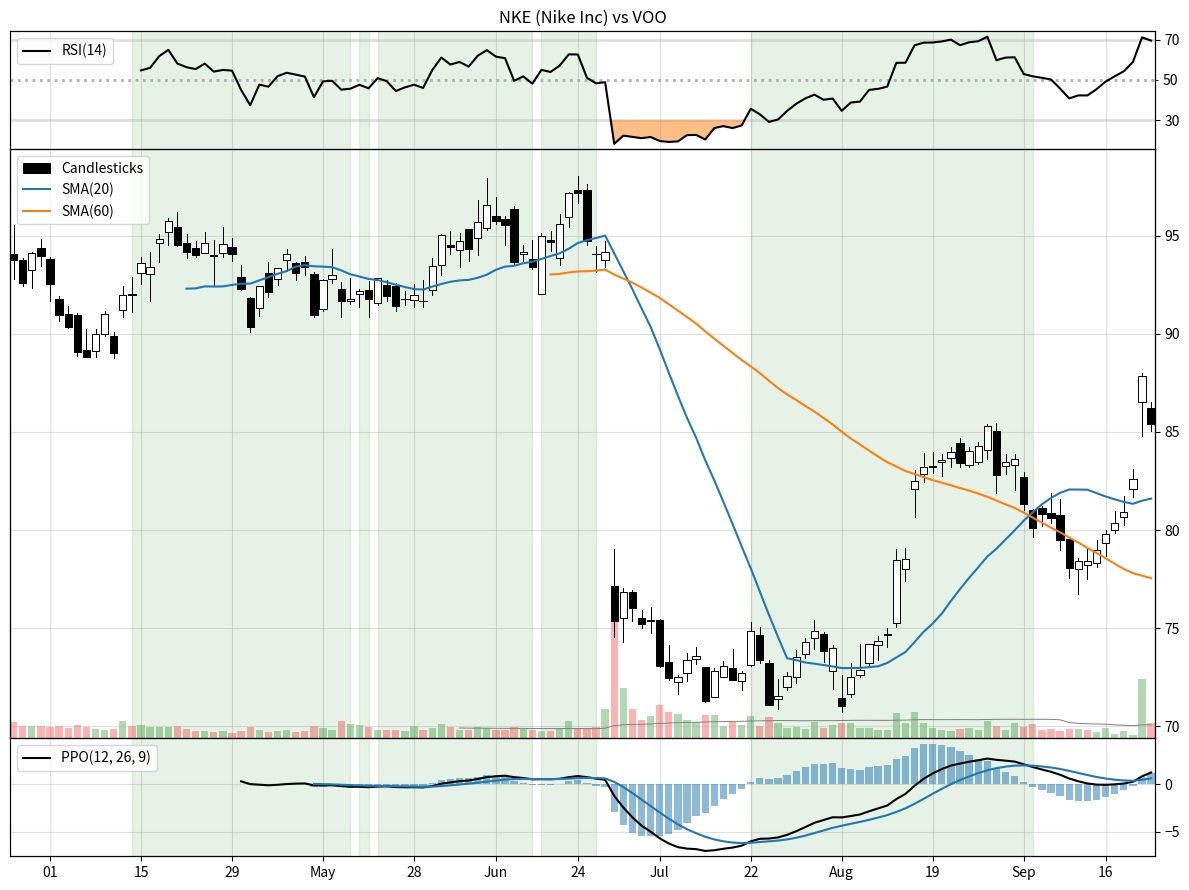 NKE (Nike Inc) vs VOO
RSI(14)
70
50
30
Candlesticks
SMA(20)
SMA(60)
95
90
85
80
75
70
PPO(12, 26, 9)
0
−5
01 15 29 May 28 Jun 24 Jul 22 Aug 19 Sep 16